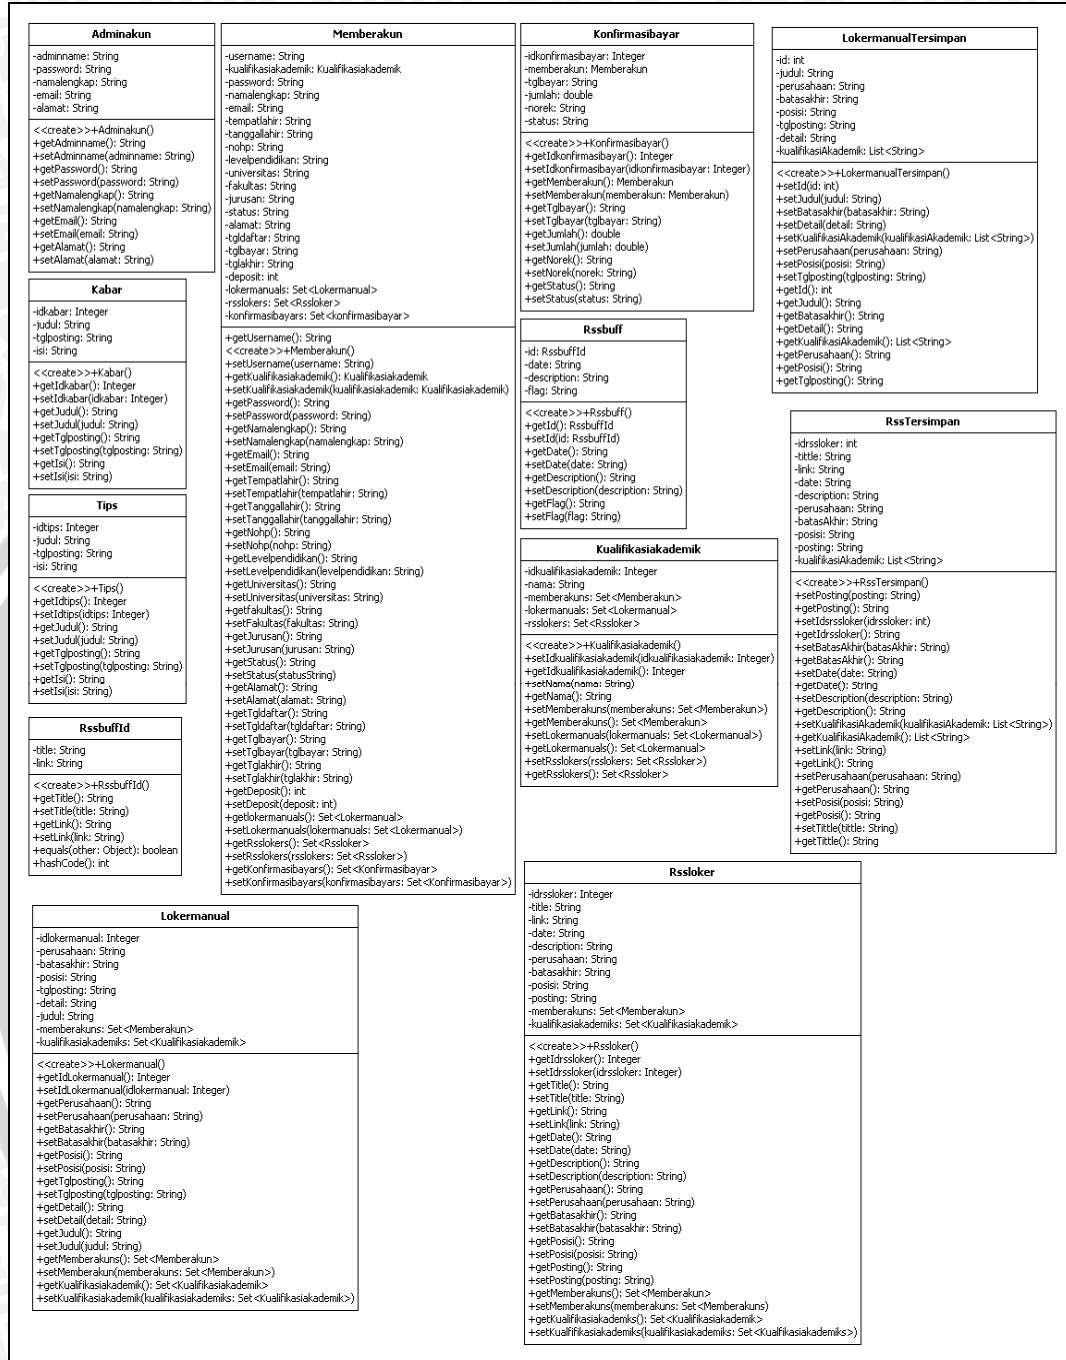 Adminakun
-adminname: String
-password: String
-namalengkap: String
-email: String
-alamat: String
<<create>>+Adminakun()
+getAdminname(): String
+setAdminname(adminname: String)
+getPassword(): String
+setPassword(password: String)
+getNamalengkap(): String
+setNamalengkap(namalengkap: String)
+getEmail(): String
+setEmail(email: String)
+getAlamat(): String
+setAlamat(alamat: String)
Kabar
-idkabar: Integer
-judul: String
-tglposting: String
-isi: String
<<create>>+Kabar()
+getIdkabar(): Integer
+setIdkabar(idkabar: Integer)
+getJudul(): String
+setJudul(judul: String)
+getTglposting(): String
+setTglposting(tglposting: String)
+getIsi(): String
+setIsi(isi: String)
Tips
-idtips: Integer
-judul: String
-tglposting: String
-isi: String
<<create>>+Tips()
+getIdtips(): Integer
+setIdtips(idtips: Integer)
+getJudul(): String
+setJudul(judul: String)
+getTglposting(): String
+setTglposting(tglposting: String)
+getIsi(): String
+setIsi(isi: String)
RssbuffId
-title: String
-link: String
<<create>>+RssbuffId()
+getTitle(): String
+setTitle(title: String)
+getLink(): String
+setLink(link: String)
+equals(other: Object): boolean
+hashCode(): int
Memberakun
-username: String
-kualifikasiakademik: Kualifikasiakademik
-password: String
-namalengkap: String
-email: String
-tempatlahir: String
-tanggallahir: String
-nohp: String
-levelpendidikan: String
-universitas: String
-fakultas: String
-jurusan: String
-status: String
-alamat: String
-tgldaftar: String
-tglbayar: String
-tglakhir: String
-deposit: int
-lokermanuals: Set<Lokermanual>
-rsslokers: Set<Rssloker>
-konfirmasibayars: Set<konfirmasibayar>
+getUsername(): String
<<create>>+Memberakun()
+setUsername(username: String)
+getKualifikasiakademik(): Kualifikasiakademik
+setKualifikasiakademik(kualifikasiakademik: Kualifikasiakademik)
+getPassword(): String
+setPassword(password: String)
+getNamalengkap(): String
+setNamalengkap(namalengkap: String)
+getEmail(): String
+setEmail(email: String)
+getTempatlahir(): String
+setTempatlahir(tempatlahir: String)
+getTanggallahir(): String
+setTanggallahir(tanggallahir: String)
+getNohp(): String
+setNohp(nohp: String)
+getLevelpendidikan(): String
+setLevelpendidikan(levelpendidikan: String)
+getUniversitas(): String
+setUniversitas(universitas: String)
+getfakultas(): String
+setFakultas(fakultas: String)
+getJurusan(): String
+setJurusan(jurusan: String)
+getStatus(): String
+setStatus(statusString)
+getAlamat(): String
+setAlamat(alamat: String)
+getTgldaftar(): String
+setTgldaftar(tgldaftar: String)
+getTglbayar(): String
+setTglbayar(tglbayar: String)
+getTglakhir(): String
+setTglakhir(tglakhir: String)
+getDeposit(): int
+setDeposit(deposit: int)
+getlokermanuals(): Set<Lokermanual>
+setLokermanuals(lokermanuals: Set<Lokermanual>)
+getRsslokers(): Set<Rssloker>
+setRsslokers(rsslokers: Set<Rssloker>)
+getKonfirmasibayars(): Set<Konfirmasibayar>
+setKonfirmasibayars(konfirmasibayars: Set<Konfirmasibayar>)
Konfirmasibayar
-idkonfirmasibayar: Integer
-memberakun: Memberakun
-tglbayar: String
-jumlah: double
-norek: String
-status: String
<<create>>+Konfirmasibayar()
+getIdkonfirmasibayar(): Integer
+setIdkonfirmasibayar(idkonfirmasibayar: Integer)
+getMemberakun(): Memberakun
+setMemberakun(memberakun: Memberakun)
+getTglbayar(): String
+setTglbayar(tglbayar: String)
+getJumlah(): double
+setJumlah(jumlah: double)
+getNorek(): String
+setNorek(norek: String)
+getStatus(): String
+setStatus(status: String)
Rssbuff
-id: RssbuffId
-date: String
-description: String
-flag: String
<<create>>+Rssbuff()
+getId(): RssbuffId
+setId(id: RssbuffId)
+getDate(): String
+setDate(date: String)
+getDescription(): String
+setDescription(description: String)
+getFlag(): String
+setFlag(flag: String)
Kualifikasiakademik
-idkualifikasiakademik: Integer
-nama: String
-memberakuns: Set<Memberakun>
-lokermanuals: Set<Lokermanual>
-rsslokers: Set<Rssloker>
<<create>>+Kualifikasiakademik()
+setIdkualifikasiakademik(idkualifikasiakademik: Integer)
+getIdkualifikasiakademik(): Integer
+setNama(nama: String)
+getNama(): String
+setMemberakuns(memberakuns: Set<Memberakun>)
+getMemberakuns(): Set<Memberakun>
+setLokermanuals(lokermanuals: Set<Lokermanual>)
+getLokermanuals(): Set<Lokermanual>
+setRsslokers(rsslokers: Set<Rssloker>)
+getRsslokers(): Set<Rssloker>
LokermanualTersimpan
-id: int
-judul: String
-perusahaan: String
-batasakhir: String
-posisi: String
-tglposting: String
-detail: String
-kualifikasiAkademik: List<String>
<<create>>+LokermanualTersimpan()
+setId(id: int)
+setJudul(judul: String)
+setBatasakhir(batasakhir: String)
+setDetail(detail: String)
+setKualifikasiAkademik(kualifikasiAkademik: List<String>)
+setPerusahaan(perusahaan: String)
+setPosisi(posisi: String)
+setTglposting(tglposting: String)
+getId(): int
+getJudul(): String
+getBatasakhir(): String
+getDetail(): String
+getKualifikasiAkademik(): List<String>
+getPerusahaan(): String
+getPosisi(): String
+getTglposting(): String
RssTersimpan
-idrssloker: int
-tittle: String
-link: String
-date: String
-description: String
-perusahaan: String
-batasAkhir: String
-posisi: String
-posting: String
-kualifikasiAkademik: List<String>
<<create>>+RssTersimpan()
+setPosting(posting: String)
+getPosting(): String
+setIdsrssloker(idrssloker: int)
+getIdrssloker(): String
+setBatasAkhir(batasAkhir: String)
+getBatasAkhir(): String
+setDate(date: String)
+getDate(): String
+setDescription(description: String)
+getDescription(): String
+setKualifikasiAkademik(kualifikasiAkademik: List<String>)
+getKualifikasiAkademik(): List<String>
+setLink(link: String)
+getLink(): String
+setPerusahaan(perusahaan: String)
+getPerusahaan(): String
+setPosisi(posisi: String)
+getPosisi(): String
+setTittle(tittle: String)
+getTittle(): String
Lokermanual
-idlokermanual: Integer
-perusahaan: String
-batasakhir: String
-posisi: String
-tglposting: String
-detail: String
-judul: String
-memberakuns: Set<Memberakun>
-kualifikasiakademiks: Set<Kualifikasiakademik>
<<create>>+Lokermanual()
+getIdLokermanual(): Integer
+setIdLokermanual(idlokermanual: Integer)
+getPerusahaan(): String
+setPerusahaan(perusahaan: String)
+getBatasakhir(): String
+setBatasakhir(batasakhir: String)
+getPosisi(): String
+setPosisi(posisi: String)
+getTglposting(): String
+setTglposting(tglposting: String)
+getDetail(): String
+setDetail(detail: String)
+getJudul(): String
+setJudul(judul: String)
+getMemberakuns(): Set<Memberakun>
+setMemberakun(memberakuns: Set<Memberakun>)
+getKualifikasiakademik(): Set<Kualifikasiakademik>
+setKualifikasiakademik(kualifikasiakademiks: Set<Kualifikasiakademik>)
Rssloker
-idrssloker: Integer
-title: String
-link: String
-date: String
-description: String
-perusahaan: String
-batasakhir: String
-posisi: String
-posting: String
-memberakuns: Set<Memberakun>
-kualifikasiakademiks: Set<Kualifikasiakademik>
<<create>>+Rssloker()
+getIdrssloker(): Integer
+setIdrssloker(idrssloker: Integer)
+getTitle(): String
+setTitle(title: String)
+getLink(): String
+setLink(link: String)
+getDate(): String
+setDate(date: String)
+getDescription(): String
+setDescription(description: String)
+getPerusahaan(): String
+setPerusahaan(perusahaan: String)
+getBatasakhir(): String
+setBatasakhir(batasakhir: String)
+getPosisi(): String
+setPosisi(posisi: String)
+getPosting(): String
+setPosting(posting: String)
+getMemberakuns(): Set<Memberakun>
+setMemberakuns(memberakuns: Set<Memberakuns)
+getKualifikasiakademks(): Set<Kualifikasiakademik>
+setKualfikasiakademiks(kualifikasiakademiks: Set<Kualfikasiakademiks>)